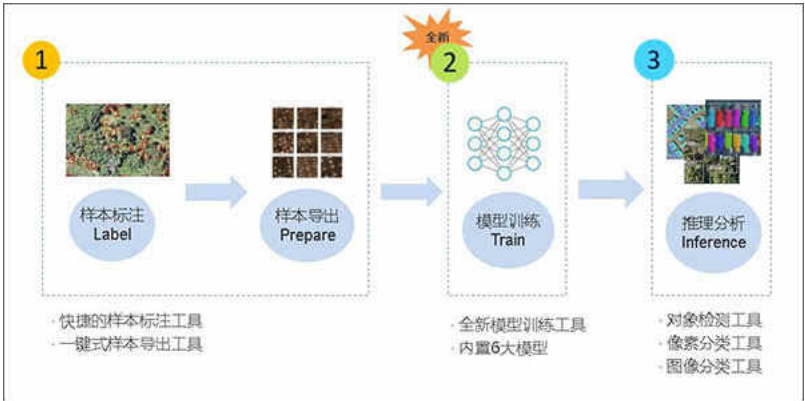 1
全新
2
3
样本标注
Label
样本导出
Prepare
模型训练
Train
推理分析
Inference
· 快捷的样本标注工具
· 一键式样本导出工具
· 全新模型训练工具
· 内置6大模型
· 对象检测工具
· 像素分类工具
· 图像分类工具